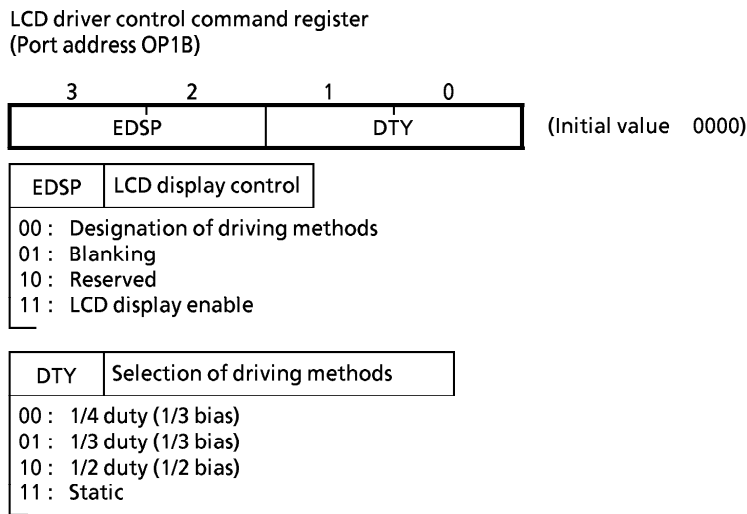 LCD driver control command register
(Port address OP1B)
3 2 1 0
EDSP DTY (Initial value 0000)
EDSP LCD display control
00 : Designation of driving methods
01 : Blanking
10 : Reserved
11 : LCD display enable
DTY Selection of driving methods
00 : 1/4 duty (1/3 bias)
01 : 1/3 duty (1/3 bias)
10 : 1/2 duty (1/2 bias)
11 : Static